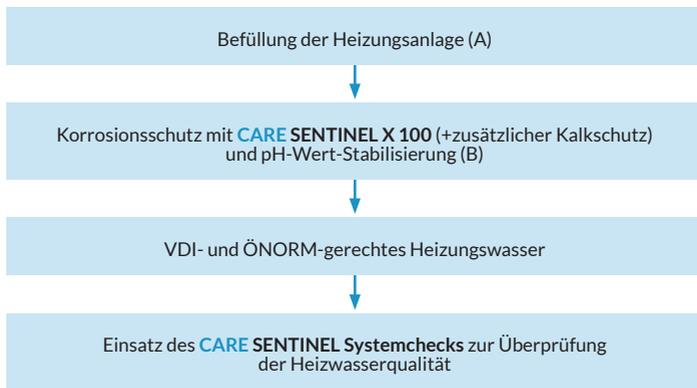 Befüllung der Heizungsanlage (A)
Korrosionsschutz mit CARE SENTINEL X 100 (+zusätzlicher Kalkschutz)
und pH-Wert-Stabilisierung (B)
VDI- und ÖNORM-gerechtes Heizungswasser
Einsatz des CARE SENTINEL Systemchecks zur Überprüfung
der Heizwasserqualität